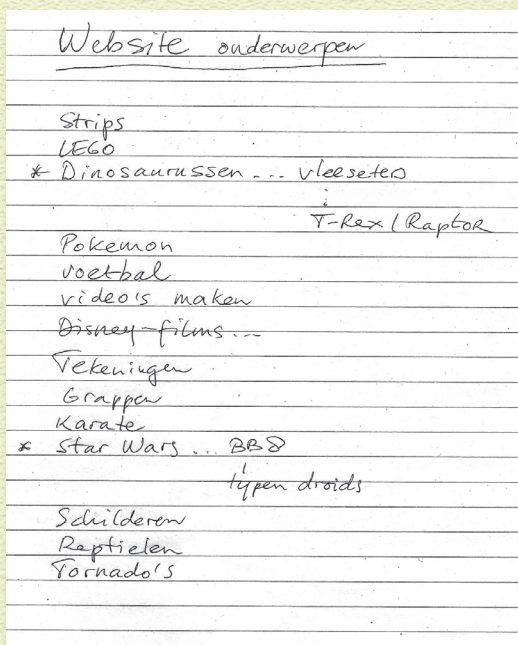 Website onderwerpen
Strips
LEGO
* Dinosaurussen ... vleeseters
T-Rex / Raptor
Pokemon
voetbal
video's maken
Disney-films ...
Tekeningen
Grappen
Karate
* Star Wars ... BB8
typen droids
Schilderen
Reptielen
Tornado's